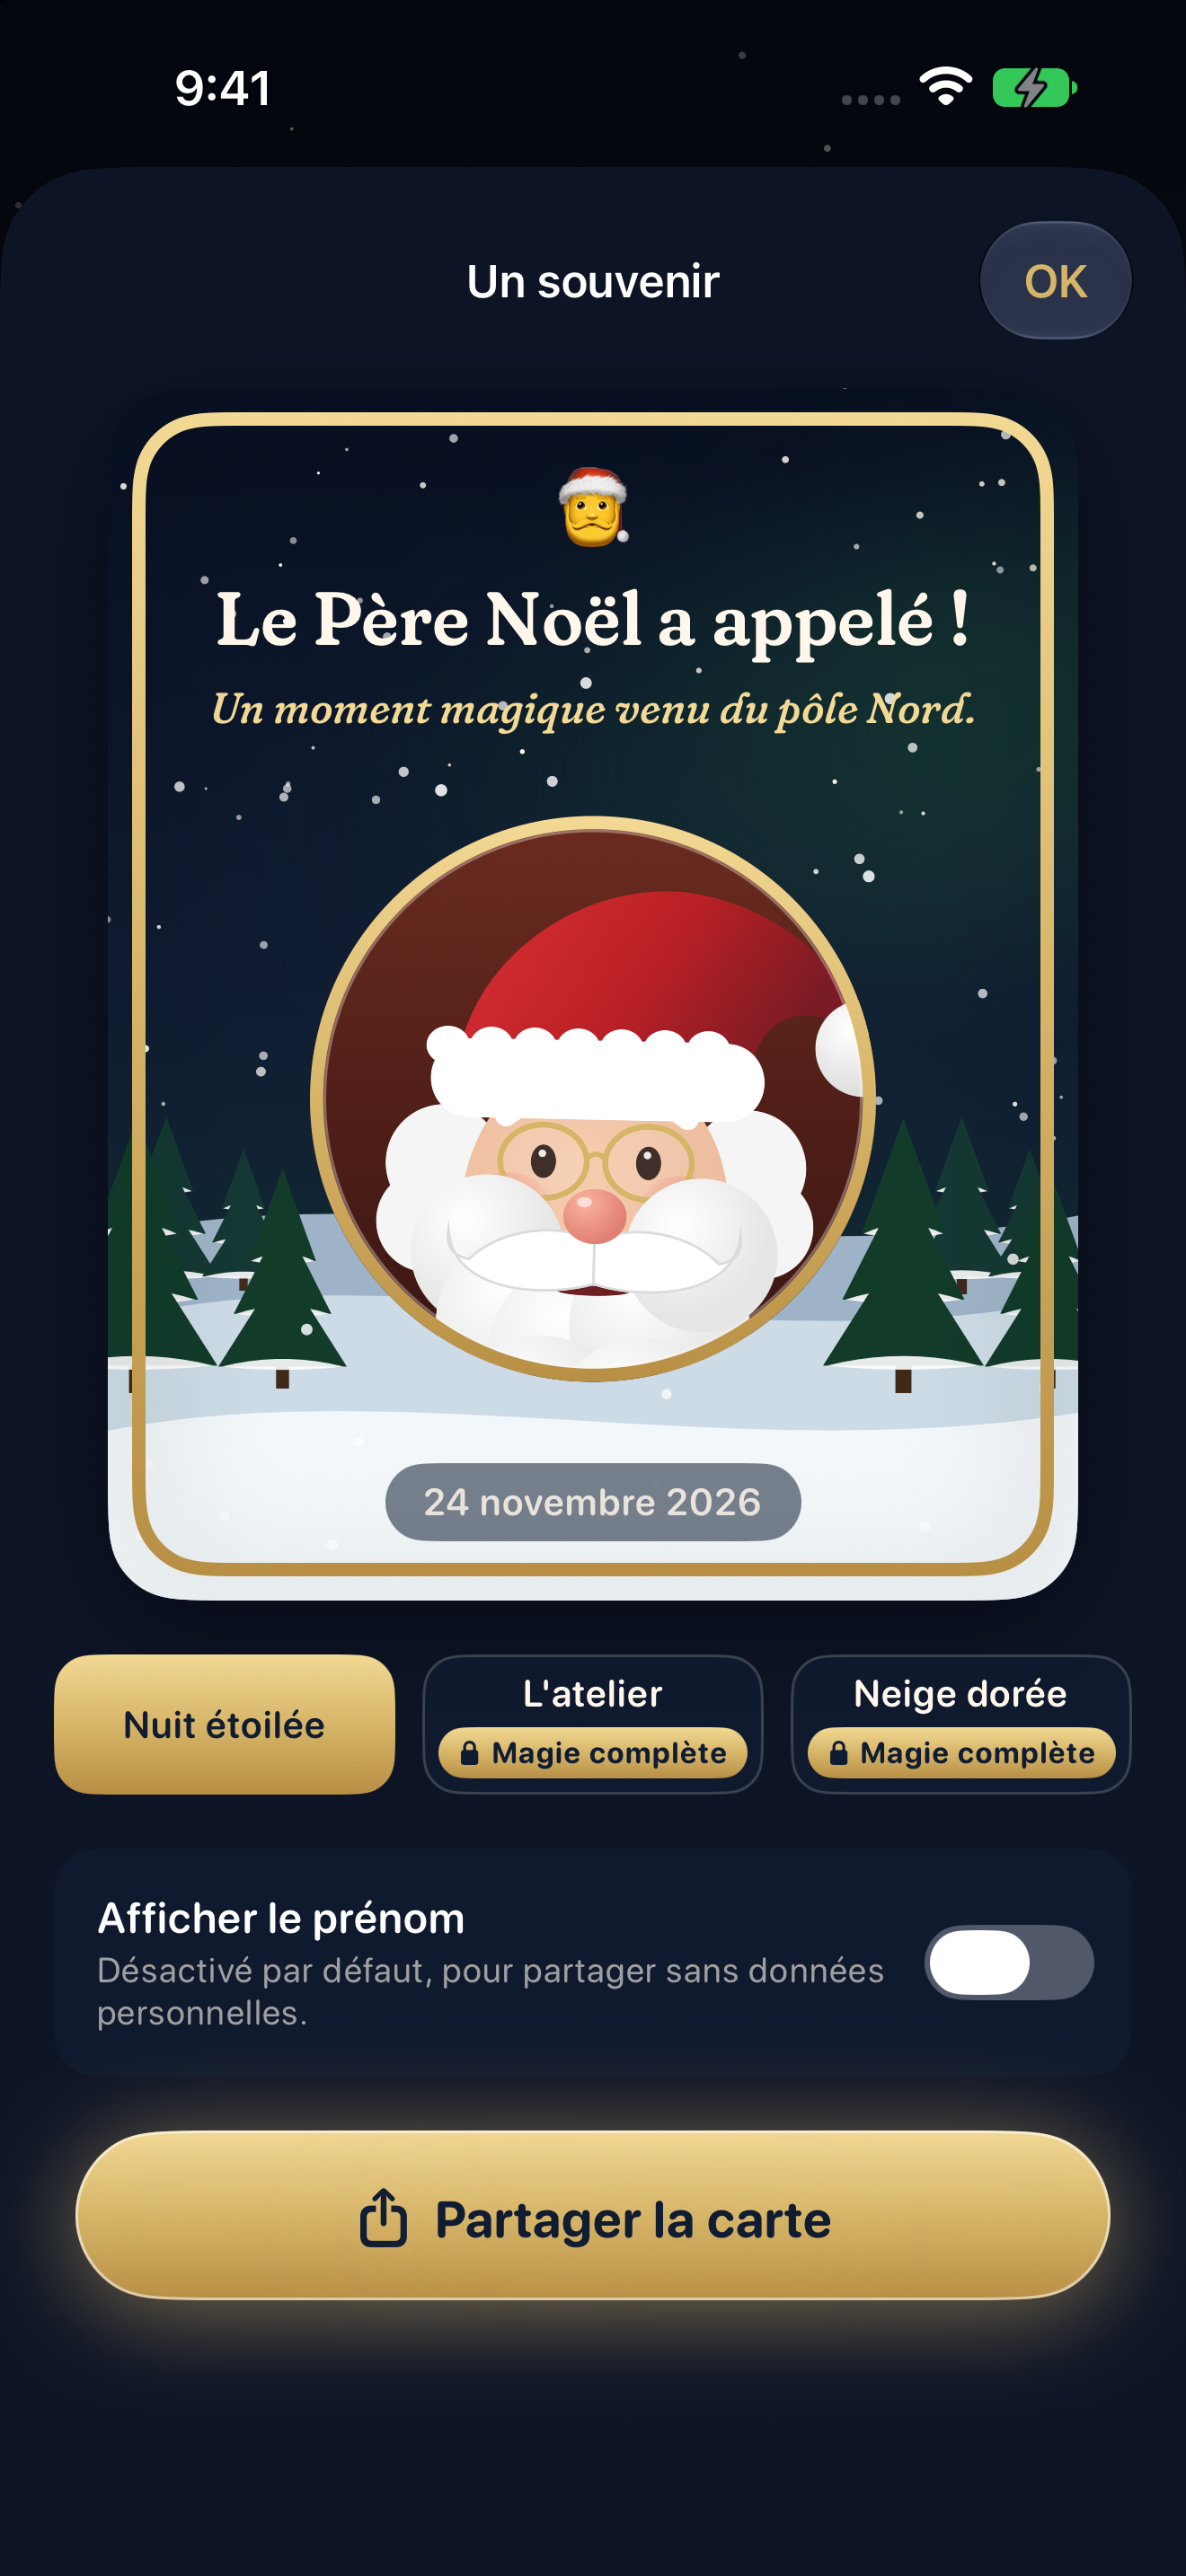 9:41
Un souvenir
OK
Le Père Noël a appelé !
Un moment magique venu du pôle Nord.
24 novembre 2026
Nuit étoilée
L'atelier
Magie complète
Neige dorée
Magie complète
Afficher le prénom
Désactivé par défaut, pour partager sans données
personnelles.
Partager la carte